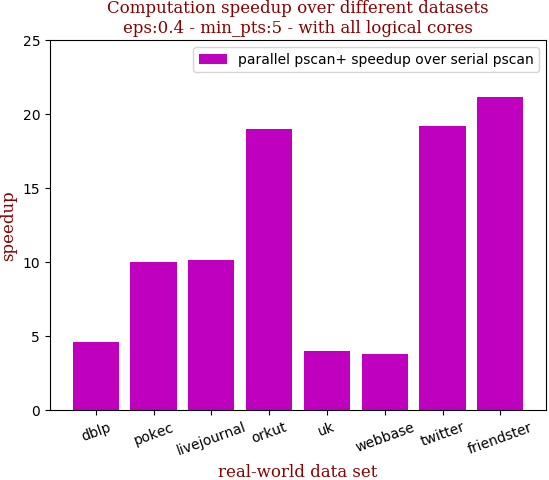 Computation speedup over different datasets
eps:0.4 - min_pts:5 - with all logical cores
parallel pscan+ speedup over serial pscan
speedup
25
20
15
10
5
0
dblp
pokec
livejournal
orkut
uk
webbase
twitter
friendster
real-world data set